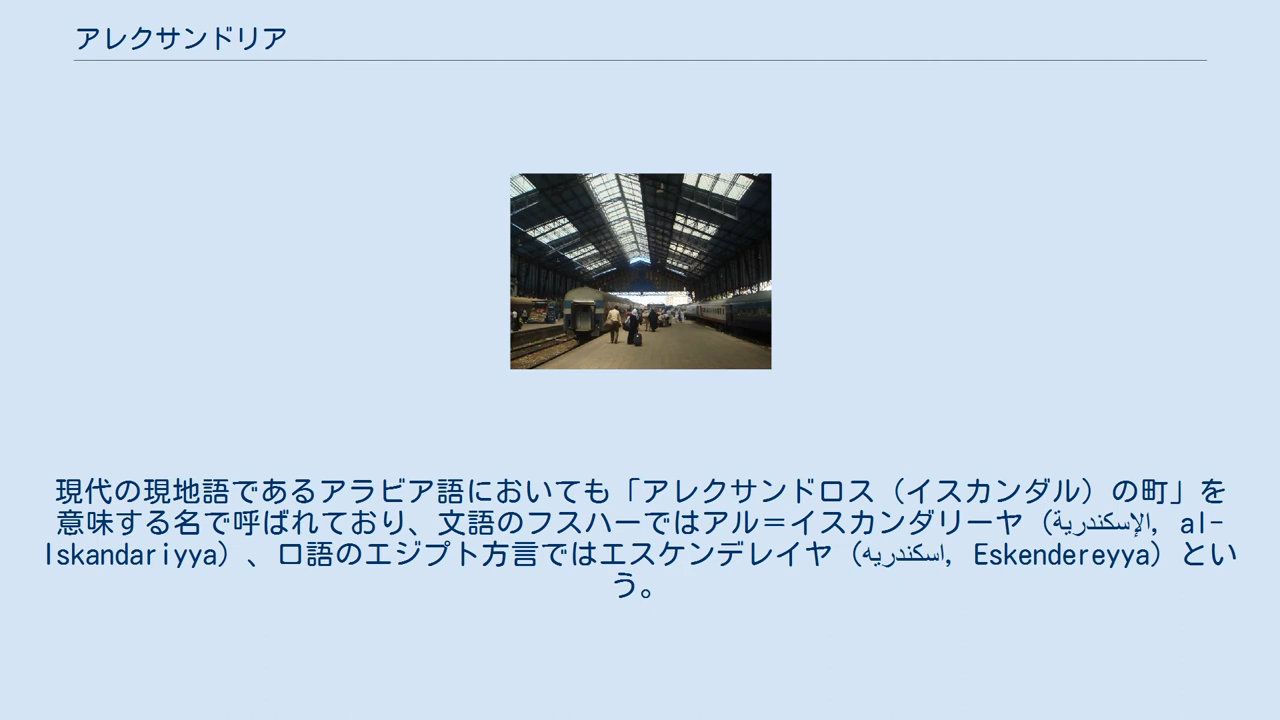 アレクサンドリア
現代の現地語であるアラビア語においても「アレクサンドロス（イスカンダル）の町」を
意味する名で呼ばれており、文語のフスハーではアル＝イスカンダリーヤ（الإسكندرية, al-
Iskandariyya）、口語のエジプト方言ではエスケンデレイヤ（اسكندريه, Eskendereyya）とい
う。